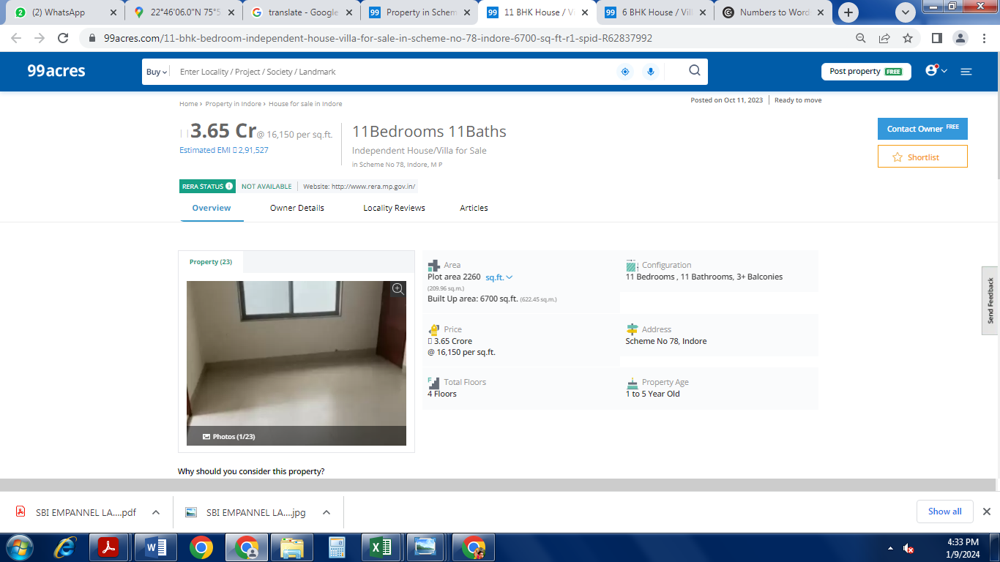 (2) WhatsApp
22°46'06.0"N 75°5
translate - Google
99 Property in Schem
99 11 BHK House / Vi
99 6 BHK House / Vill
Numbers to Word
99acres.com/11-bhk-bedroom-independent-house-villa-for-sale-in-scheme-no-78-indore-6700-sq-ft-r1-spid-R62837992
99acres
Buy
Enter Locality / Project / Society / Landmark
Post property FREE
Home › Property in Indore › House for sale in Indore
Posted on Oct 11, 2023 | Ready to move
3.65 Cr @ 16,150 per sq.ft.
Estimated EMI 2,91,527
11Bedrooms 11Baths
Independent House/Villa for Sale
in Scheme No 78, Indore, M P
Contact Owner FREE
Shortlist
RERA STATUS NOT AVAILABLE | Website: http://www.rera.mp.gov.in/
Overview
Owner Details
Locality Reviews
Articles
Property (23)
Photos (1/23)
Area
Plot area 2260 sq.ft.
(209.96 sq.m.)
Built Up area: 6700 sq.ft. (622.45 sq.m.)
Configuration
11 Bedrooms , 11 Bathrooms, 3+ Balconies
Price
3.65 Crore
@ 16,150 per sq.ft.
Address
Scheme No 78, Indore
Total Floors
4 Floors
Property Age
1 to 5 Year Old
Send Feedback
Why should you consider this property?
SBI EMPANNEL LA....pdf
SBI EMPANNEL LA....jpg
Show all
4:33 PM
1/9/2024